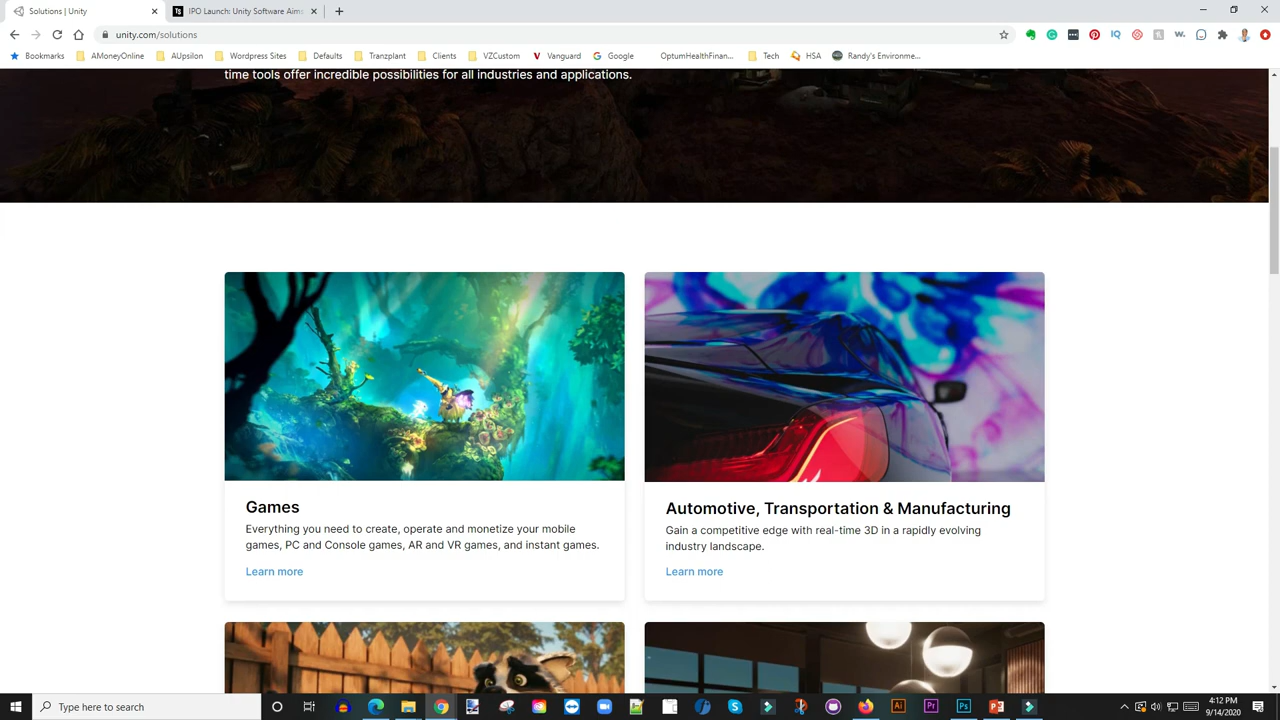 Solutions | Unity
IPO Launch: Unity Software Aims
unity.com/solutions
Bookmarks
AMoneyOnline
AUpsilon
Wordpress Sites
Defaults
Tranzplant
Clients
VZCustom
Vanguard
Google
OptumHealthFinan...
Tech
HSA
Randy's Environme...
time tools offer incredible possibilities for all industries and applications.
Games
Everything you need to create, operate and monetize your mobile
games, PC and Console games, AR and VR games, and instant games.
Learn more
Automotive, Transportation & Manufacturing
Gain a competitive edge with real-time 3D in a rapidly evolving
industry landscape.
Learn more
Type here to search
4:12 PM
9/14/2020